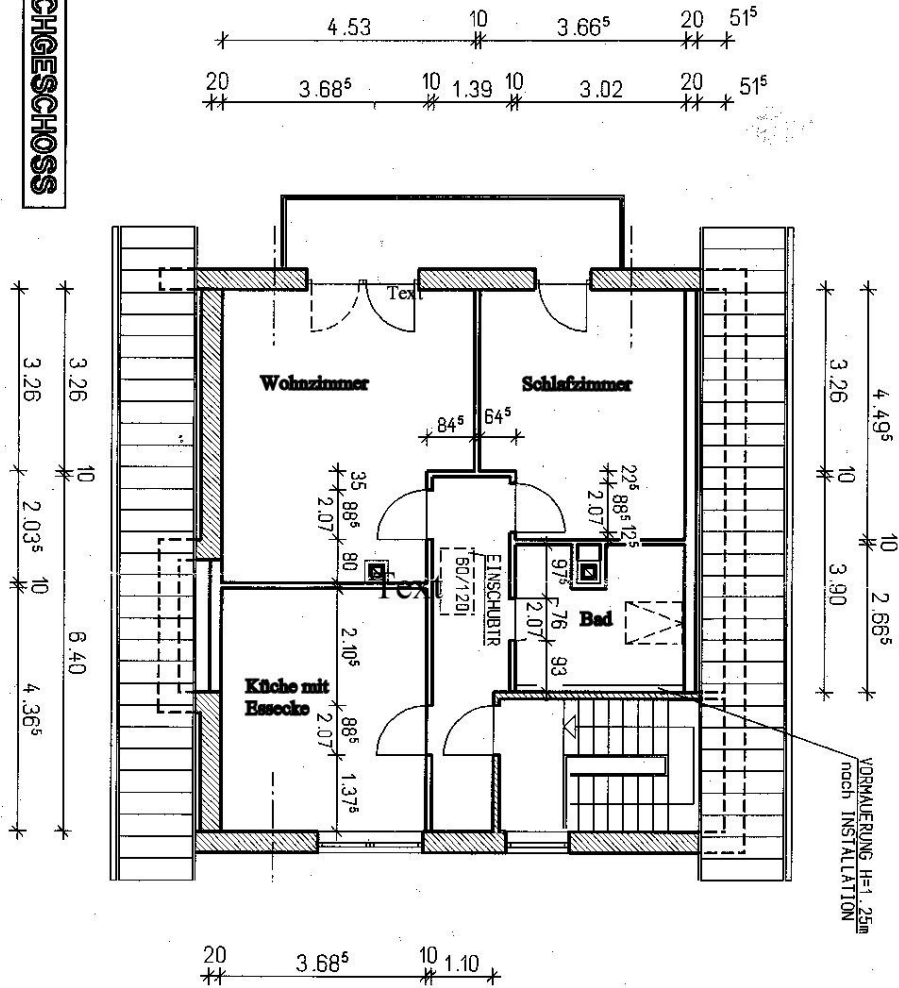 CHGESCHOSS
4.53 10 3.66⁵ 20 51⁵
20 3.68⁵ 10 1.39 10 3.02 20 51⁵
Text
Wohnzimmer
Schlafzimmer
84⁵ 64⁵
3.26 10 2.03⁵ 10 4.36⁵
3.26 10 6.40
35 88⁵ 80
2.07
22⁵ 88⁵ 12⁵
2.07
3.26 10 3.90
4.49⁵ 10 2.66⁵
Text
60/120
EINSCHUBTR
97⁵ 76 93
2.07
Bad
Küche mit
Essecke
2.10⁵ 88⁵ 1.37⁵
2.07
VORMAUERUNG H=1.25m
nach INSTALLATION
20 3.68⁵ 10 1.10